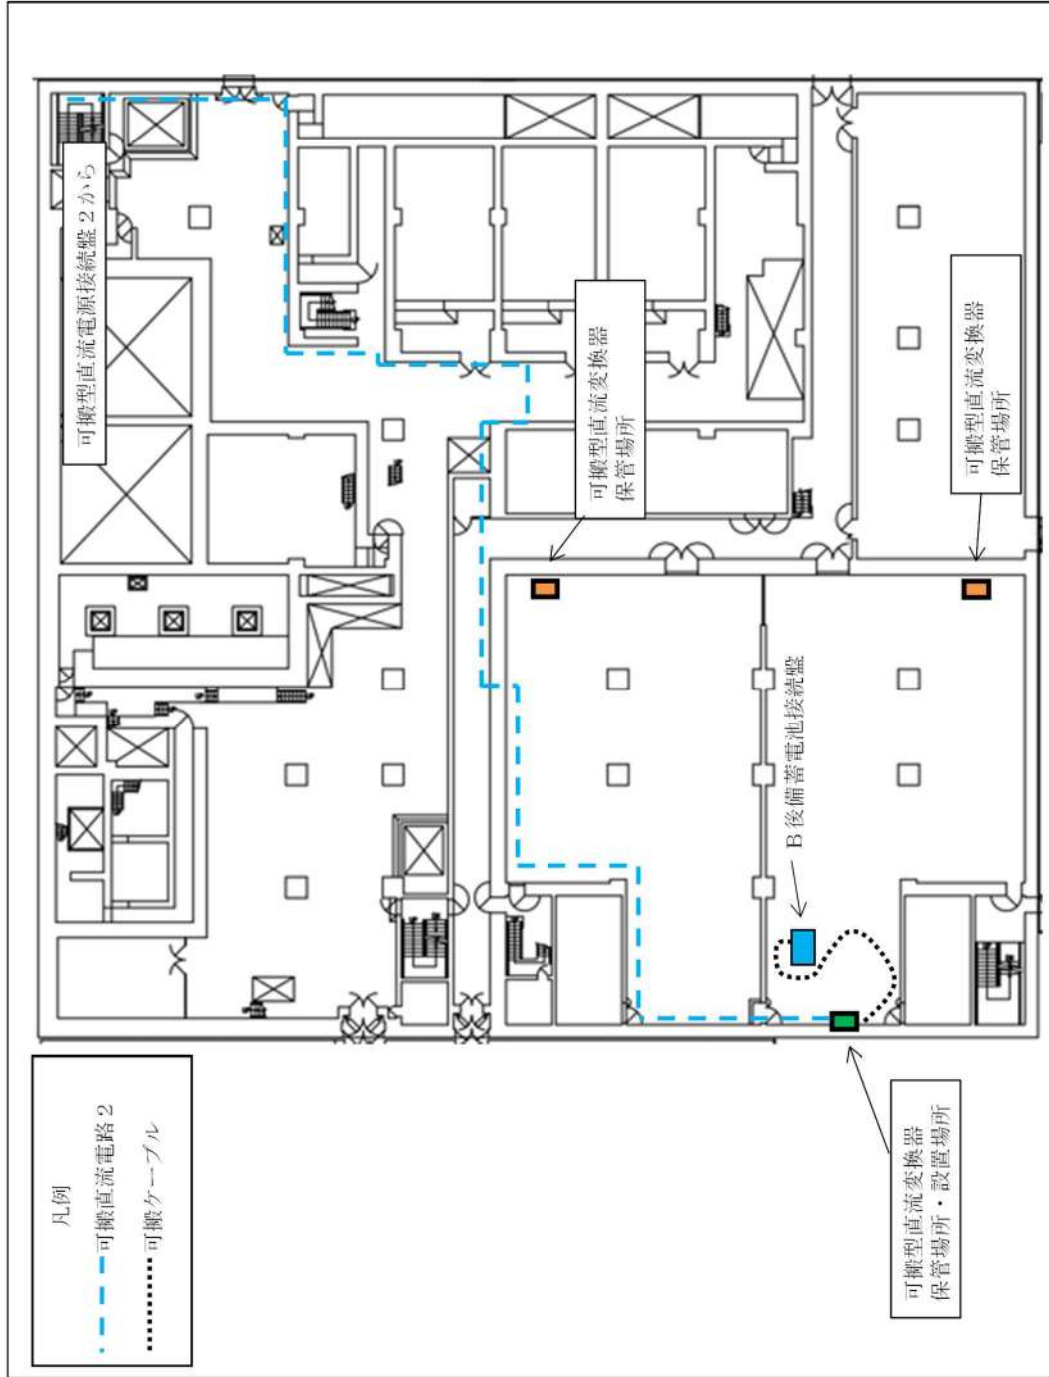 凡例
可搬直流電路２
可搬ケーブル
可搬型直流電源接続盤２から
可搬型直流変換器
保管場所
可搬型直流変換器
保管場所
B後備蓄電池接続盤
可搬型直流変換器
保管場所・設置場所